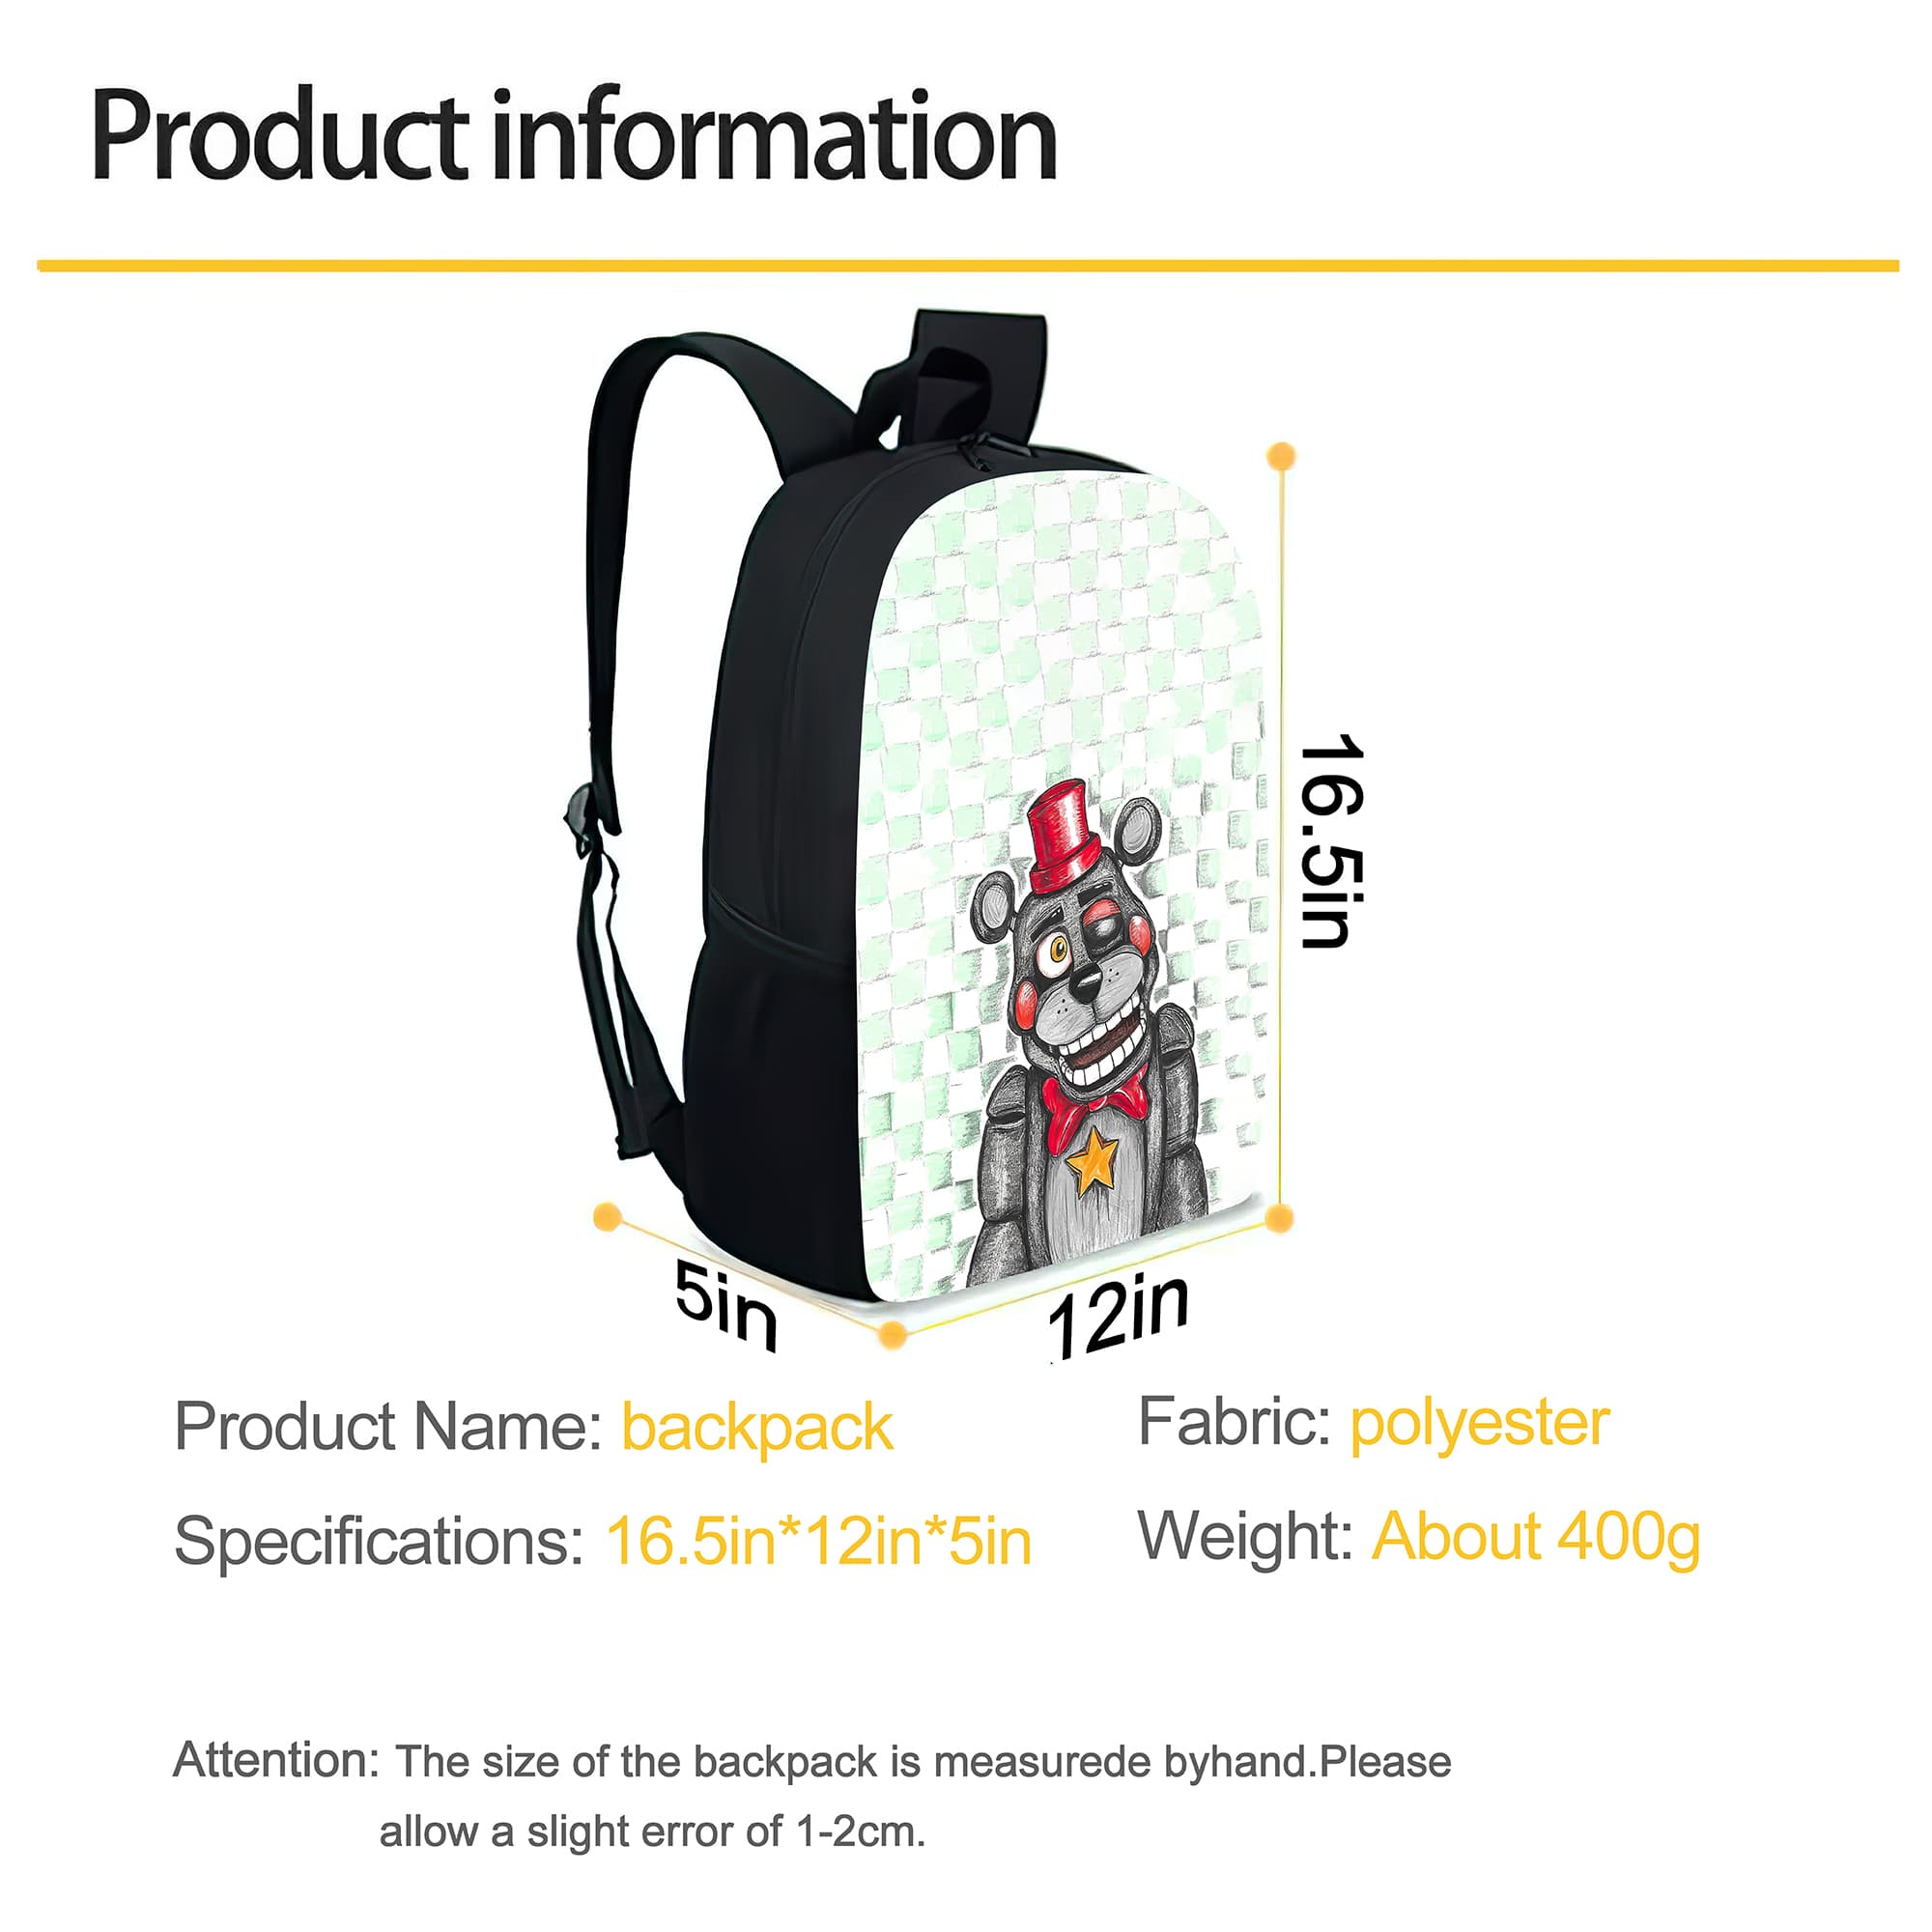 Product information
16.5in
5in
12in
Product Name: backpack
Fabric: polyester
Specifications: 16.5in*12in*5in
Weight: About 400g
Attention: The size of the backpack is measurede byhand.Please
allow a slight error of 1-2cm.